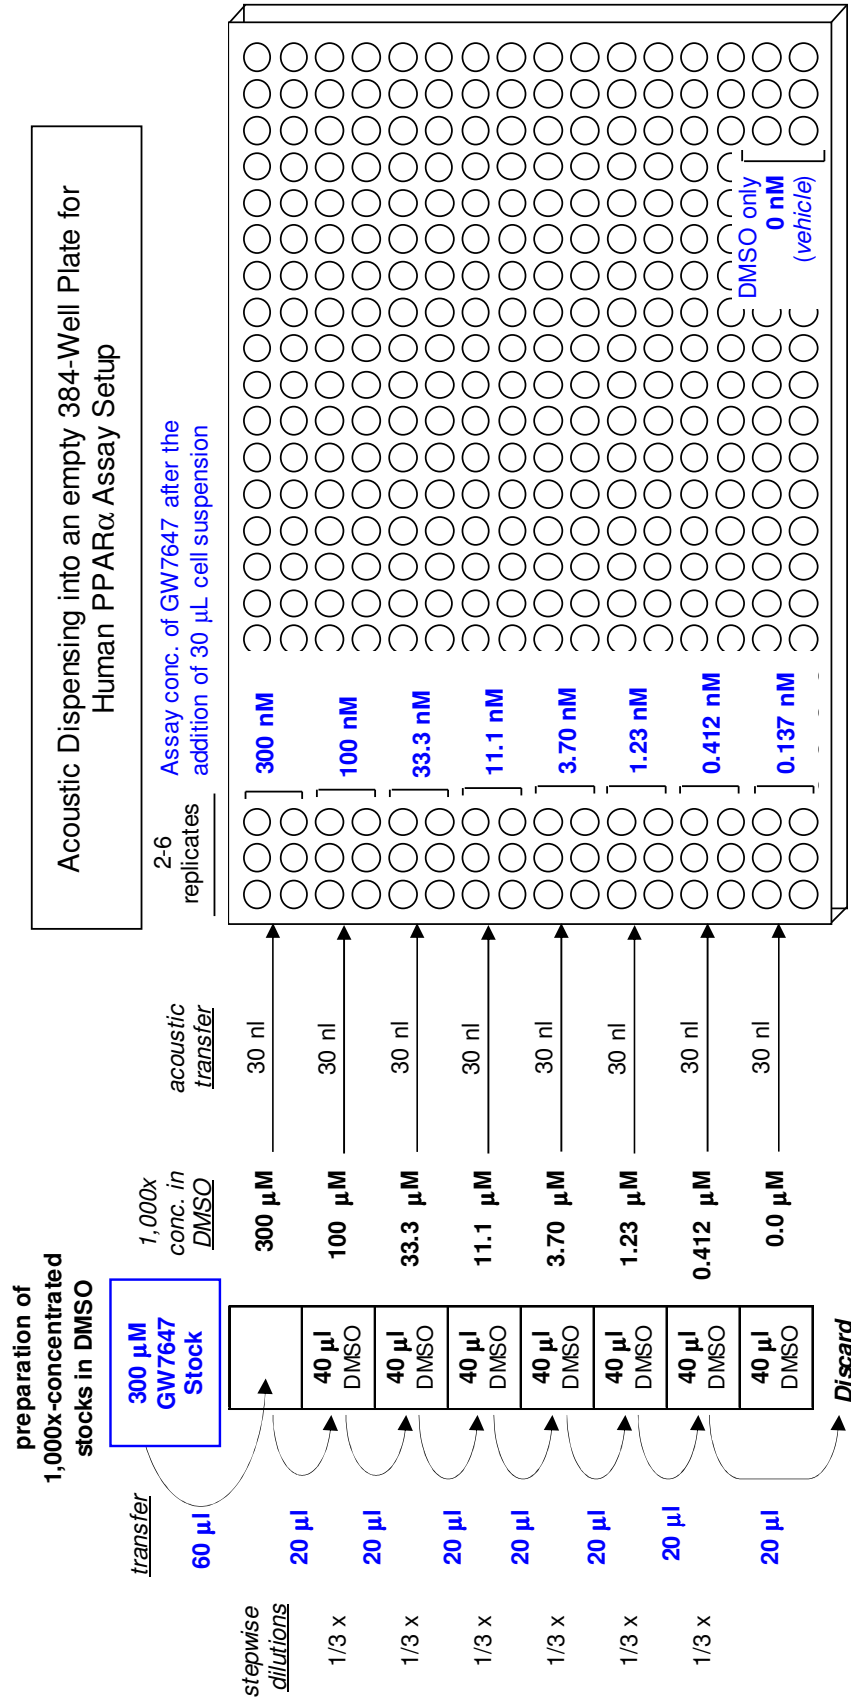 Acoustic Dispensing into an empty 384-Well Plate for
Human PPARα Assay Setup
preparation of
1,000x-concentrated
stocks in DMSO
stepwise
dilutions
transfer
300 µM
GW7647
Stock
1,000x
conc. in
DMSO
acoustic
transfer
2-6
replicates
Assay conc. of GW7647 after the
addition of 30 µL cell suspension
60 µl
300 µM
30 nl
300 nM
20 µl
1/3 x
40 µl
DMSO
100 µM
30 nl
100 nM
20 µl
1/3 x
40 µl
DMSO
33.3 µM
30 nl
33.3 nM
20 µl
1/3 x
40 µl
DMSO
11.1 µM
30 nl
11.1 nM
20 µl
1/3 x
40 µl
DMSO
3.70 µM
30 nl
3.70 nM
20 µl
1/3 x
40 µl
DMSO
1.23 µM
30 nl
1.23 nM
20 µl
1/3 x
40 µl
DMSO
0.412 µM
30 nl
0.412 nM
20 µl
40 µl
DMSO
0.0 µM
30 nl
0.137 nM
DMSO only
0 nM
(vehicle)
Discard